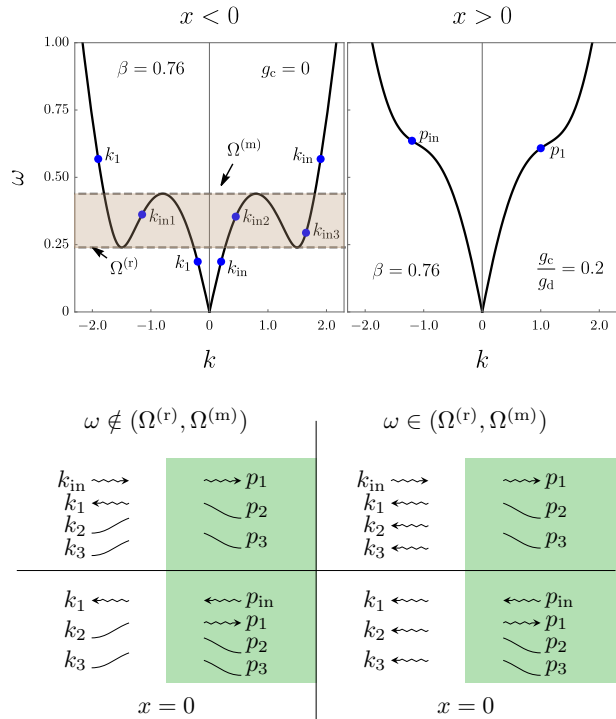 x < 0
x > 0
1.00
0.75
0.50
0.25
0
ω
β = 0.76
g_c = 0
k_1
Ω^(m)
k_in
k_in1
k_in2
k_in3
Ω^(r)
k_1
k_in
-2.0 -1.0 0 1.0 2.0
k
p_in
p_1
β = 0.76
g_c/g_d = 0.2
-2.0 -1.0 0 1.0 2.0
k
ω ∉ (Ω^(r), Ω^(m))
ω ∈ (Ω^(r), Ω^(m))
k_in p_1
k_1
k_2 p_2
k_3 p_3
k_in p_1
k_1
k_2 p_2
k_3 p_3
k_1 p_in
p_1
k_2 p_2
k_3 p_3
x = 0
k_1 p_in
p_1
k_2 p_2
k_3 p_3
x = 0